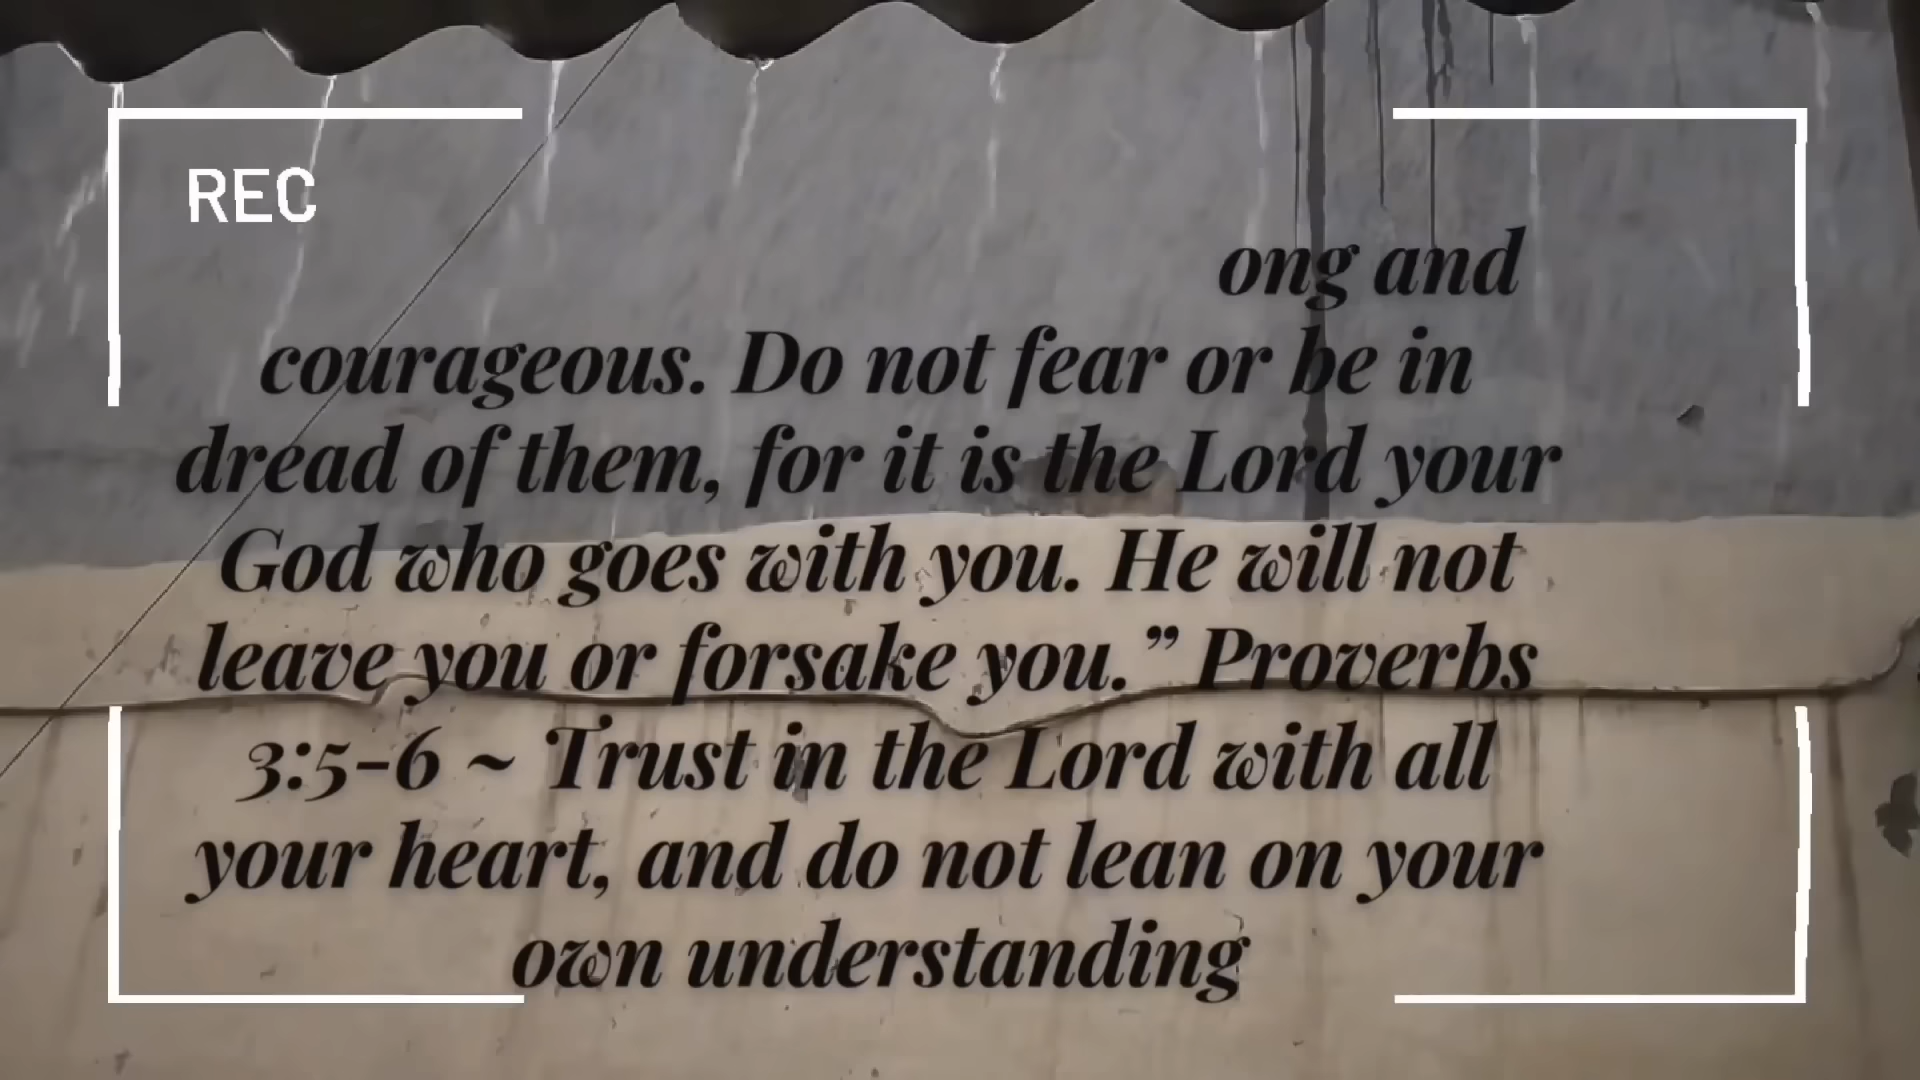 REC
ong and
courageous. Do not fear or be in
dread of them, for it is the Lord your
God who goes with you. He will not
leave you or forsake you.” Proverbs
3:5-6 ~ Trust in the Lord with all
your heart, and do not lean on your
own understanding